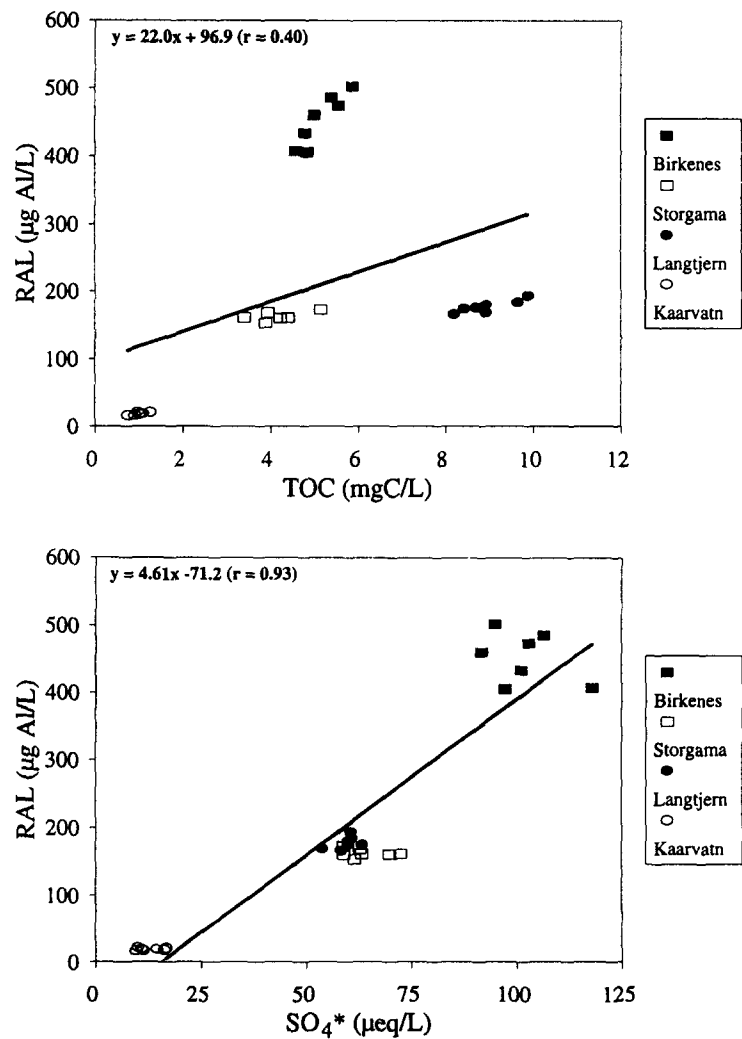 y = 22.0x + 96.9 (r = 0.40)
600
500
400
300
200
100
0
RAL (µg Al/L)
0 2 4 6 8 10 12
TOC (mgC/L)
Birkenes
Storgama
Langtjern
Kaarvatn
y = 4.61x -71.2 (r = 0.93)
600
500
400
300
200
100
0
RAL (µg Al/L)
0 25 50 75 100 125
SO₄* (µeq/L)
Birkenes
Storgama
Langtjern
Kaarvatn